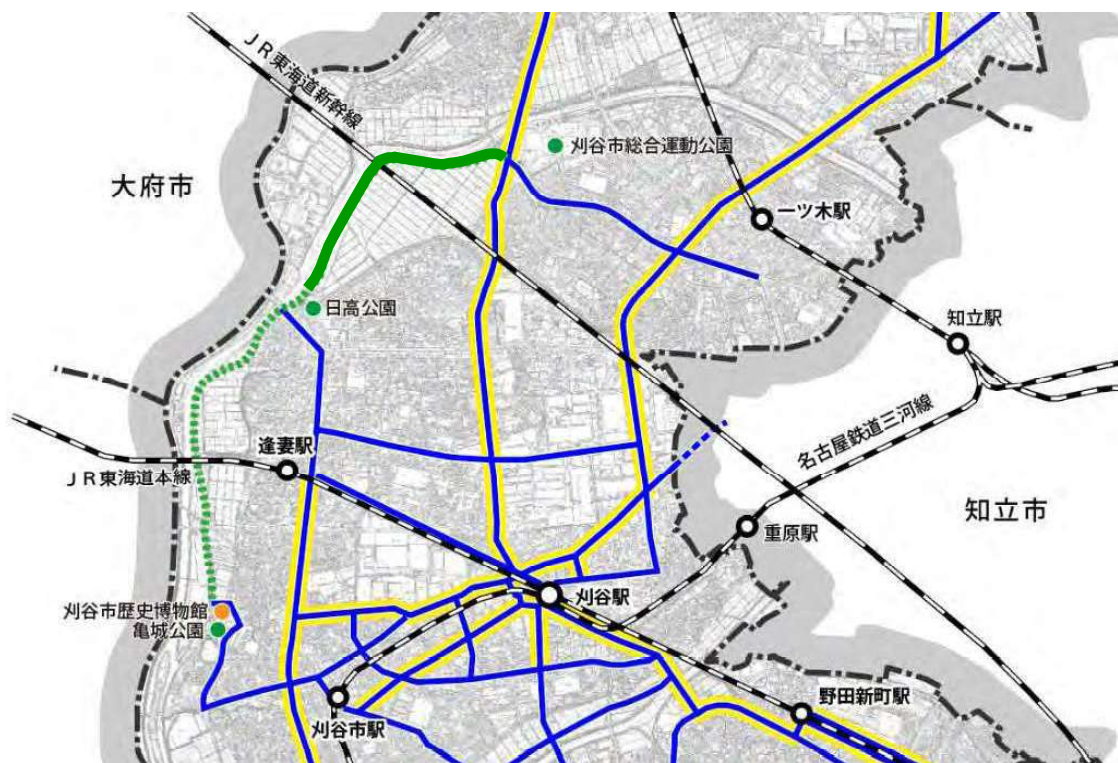 JR東海道新幹線
刈谷市総合運動公園
大府市
一ツ木駅
日高公園
知立駅
名古屋鉄道三河線
逢妻駅
JR東海道本線
知立市
重原駅
刈谷駅
刈谷市歴史博物館
亀城公園
野田新町駅
刈谷市駅